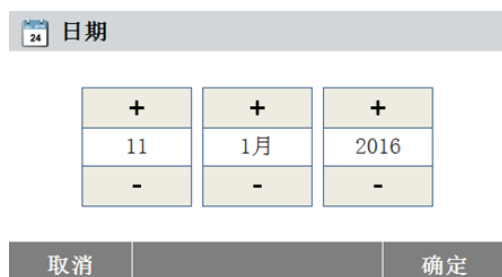 24 日期
+ + +
11 1月 2016
- - -
取消 确定